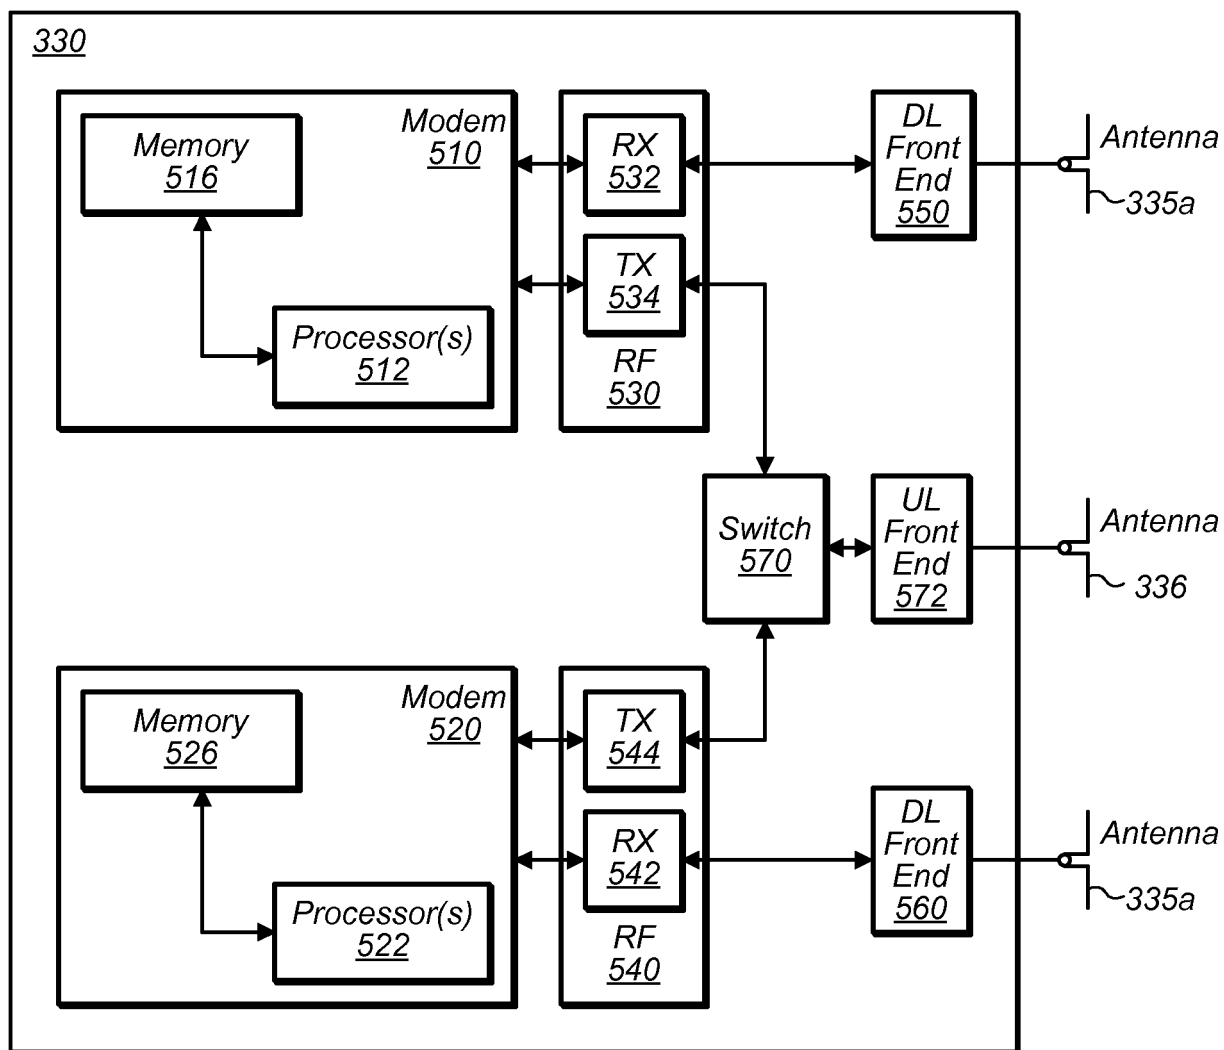 330
Memory
516
Modem
510
Processor(s)
512
RX
532
TX
534
RF
530
DL
Front
End
550
Antenna
335a
Switch
570
UL
Front
End
572
Antenna
336
Memory
526
Modem
520
Processor(s)
522
TX
544
RX
542
RF
540
DL
Front
End
560
Antenna
335a